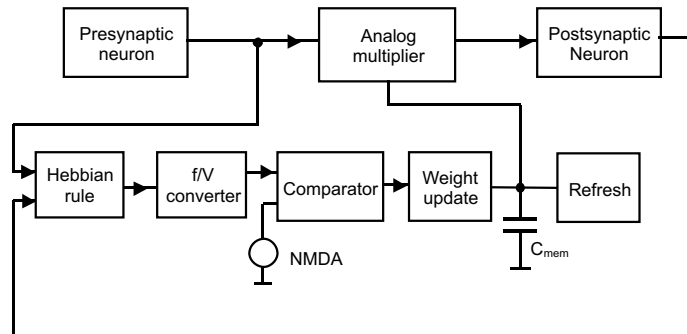 Presynaptic
neuron
Analog
multiplier
Postsynaptic
Neuron
Hebbian
rule
f/V
converter
Comparator
Weight
update
Refresh
NMDA
Cmem